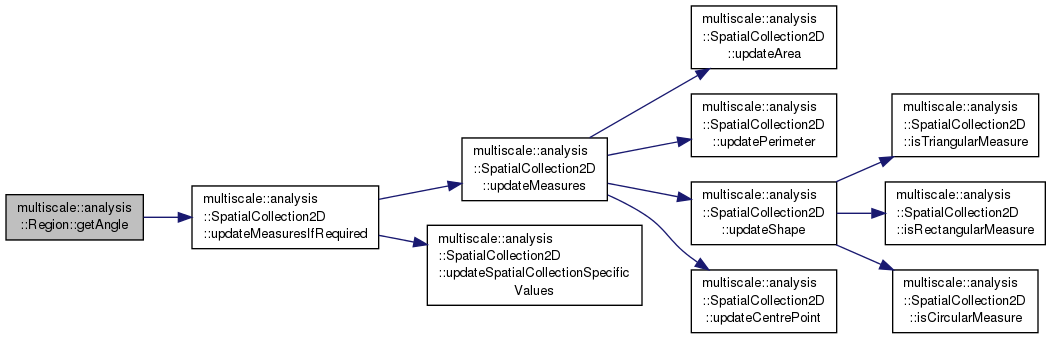 multiscale::analysis
::Region::getAngle
multiscale::analysis
::SpatialCollection2D
::updateMeasuresIfRequired
multiscale::analysis
::SpatialCollection2D
::updateMeasures
multiscale::analysis
::SpatialCollection2D
::updateSpatialCollectionSpecific
Values
multiscale::analysis
::SpatialCollection2D
::updateArea
multiscale::analysis
::SpatialCollection2D
::updatePerimeter
multiscale::analysis
::SpatialCollection2D
::updateShape
multiscale::analysis
::SpatialCollection2D
::updateCentrePoint
multiscale::analysis
::SpatialCollection2D
::isTriangularMeasure
multiscale::analysis
::SpatialCollection2D
::isRectangularMeasure
multiscale::analysis
::SpatialCollection2D
::isCircularMeasure